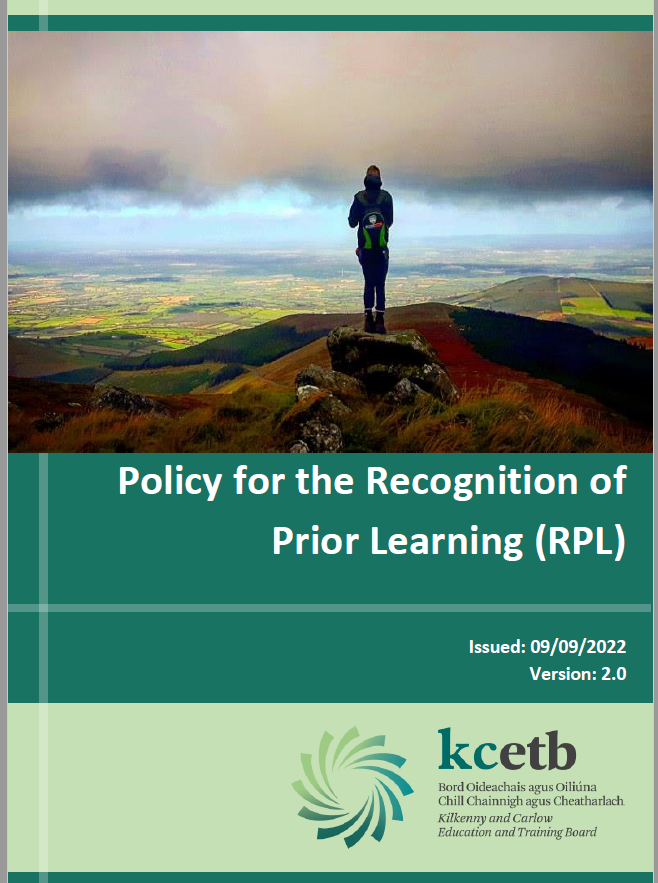 Policy for the Recognition of
Prior Learning (RPL)
Issued: 09/09/2022
Version: 2.0
kcetb
Bord Oideachais agus Oiliúna
Chill Chainnigh agus Cheatharlach
Kilkenny and Carlow
Education and Training Board